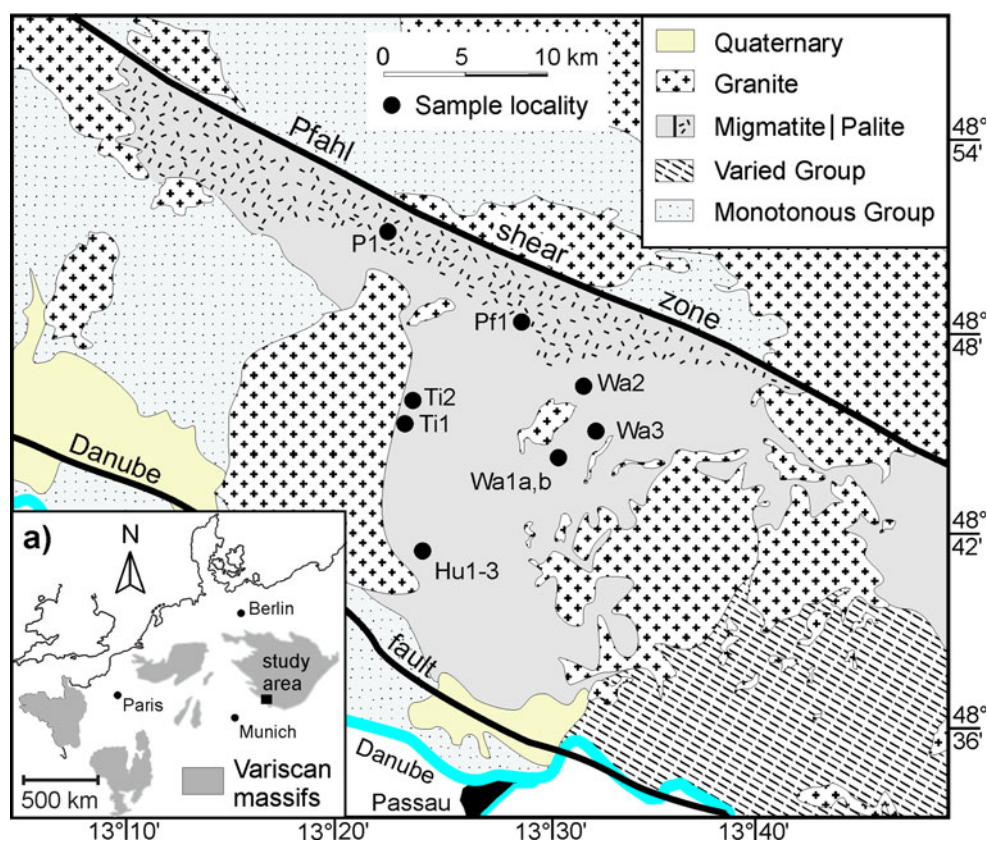 0 5 10 km
Sample locality
Quaternary
Granite
Migmatite | Palite
Varied Group
Monotonous Group
Pfahl
shear
zone
P1
Pf1
Ti2
Ti1
Wa2
Wa3
Wa1a,b
Hu1-3
Danube
fault
Danube
Passau
48°
54'
48°
48'
48°
42'
48°
36'
a)
N
Berlin
study
area
Paris
Munich
500 km
Variscan
massifs
13°10' 13°20' 13°30' 13°40'